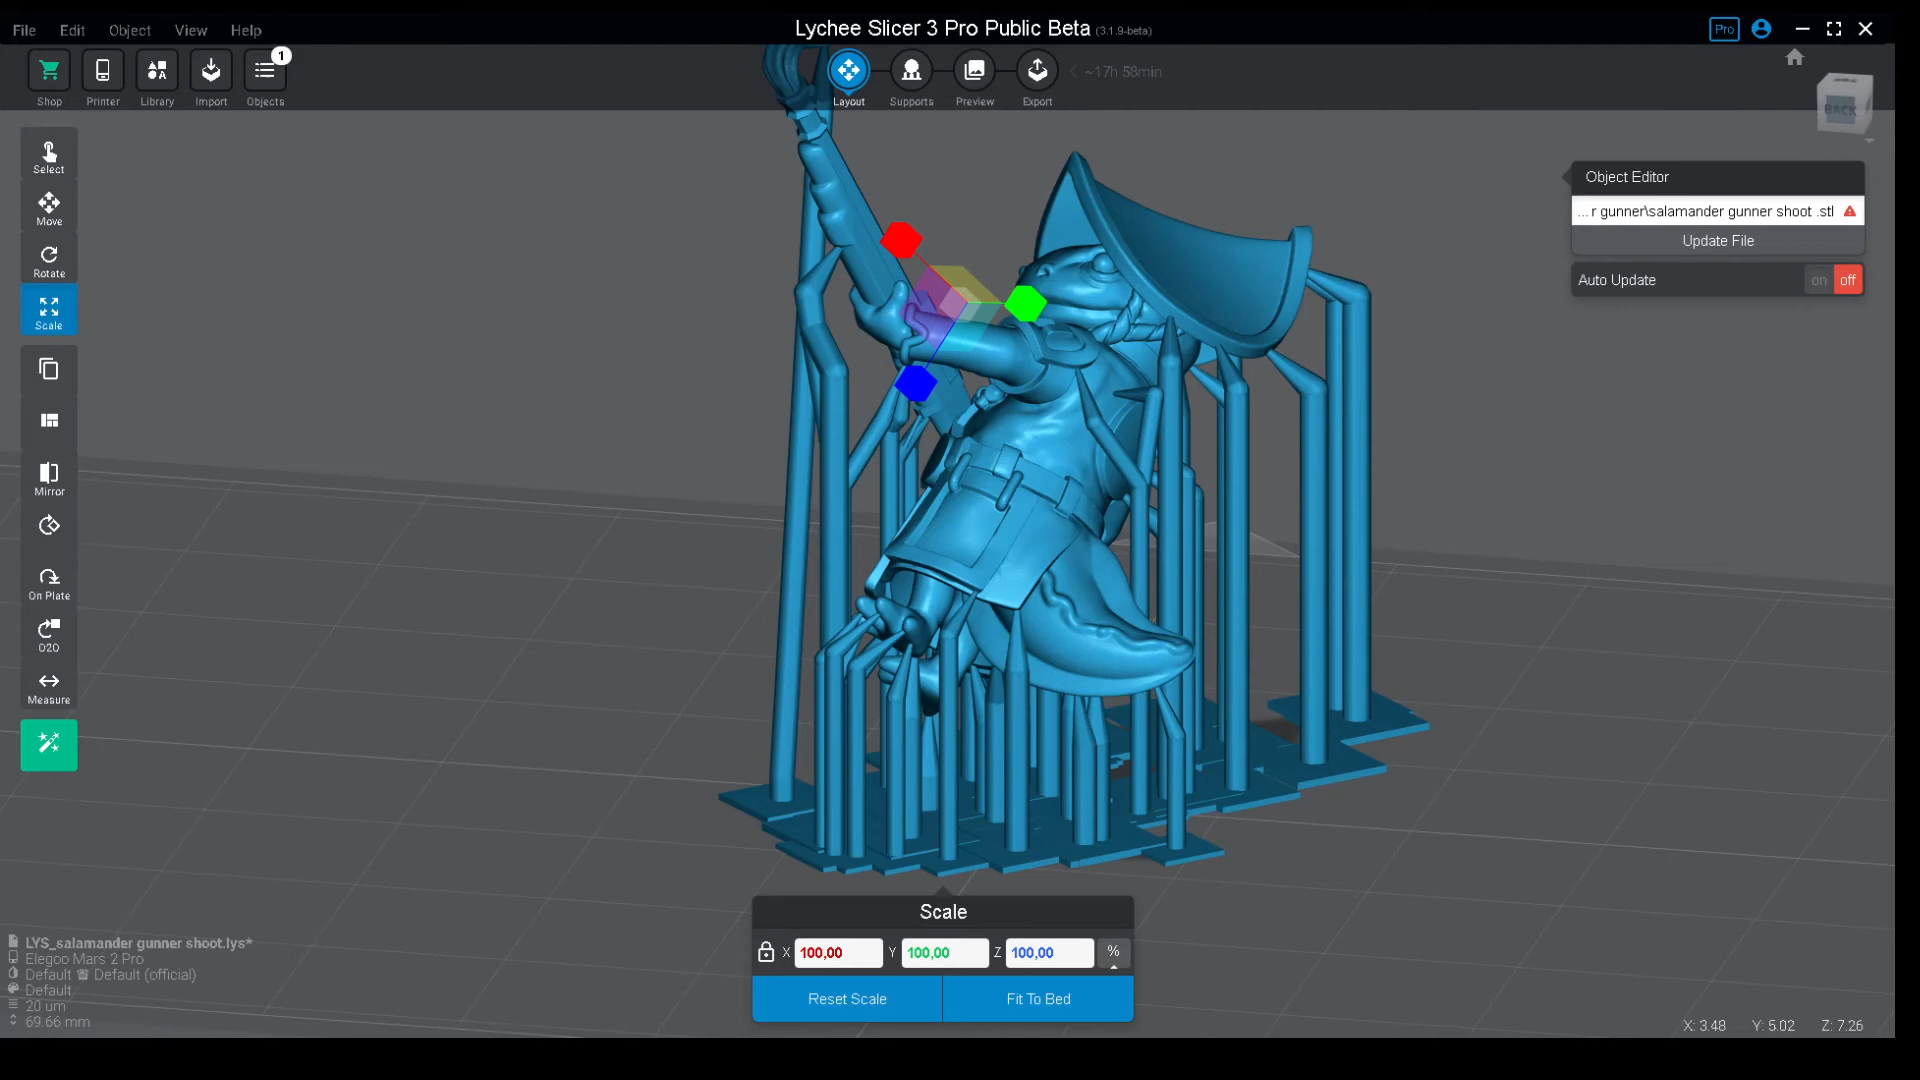 Lychee Slicer 3 Pro Public Beta (3.1.9-beta)
File Edit Object View Help
Pro
1
Shop Printer Library Import Objects
Layout Supports Preview Export
~17h 58min
BACK
Select
Move
Rotate
Scale
Mirror
On Plate
O2O
Measure
Object Editor
... r gunner\salamander gunner shoot .stl
Update File
Auto Update on off
Scale
X 100,00 Y 100,00 Z 100,00 %
Reset Scale Fit To Bed
LYS_salamander gunner shoot.lys*
Elegoo Mars 2 Pro
Default Default (official)
Default
20 um
69.66 mm
X: 3.48 Y: 5.02 Z: 7.26